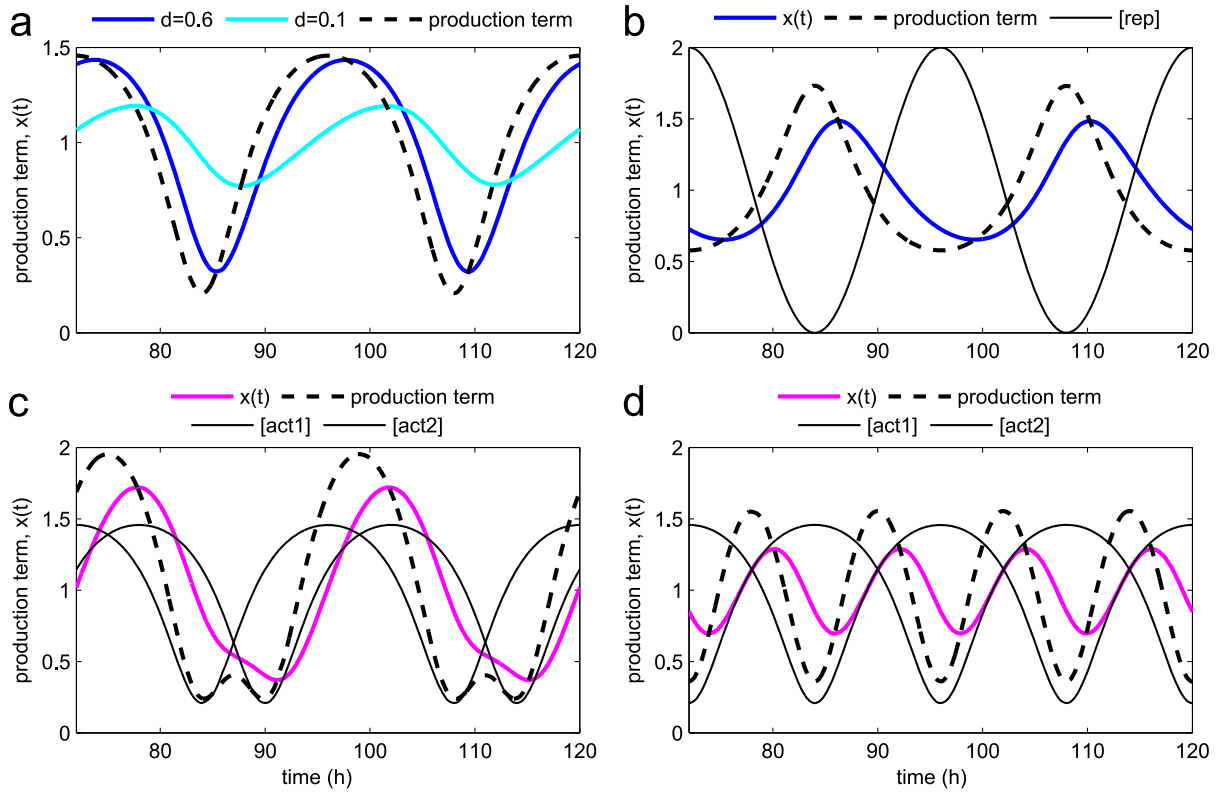 a
d=0.6 d=0.1 production term
production term, x(t)
1.5
1
0.5
0
80 90 100 110 120
b
x(t) production term [rep]
production term, x(t)
2
1.5
1
0.5
0
80 90 100 110 120
c
x(t) production term
[act1] [act2]
production term, x(t)
2
1.5
1
0.5
0
80 90 100 110 120
time (h)
d
x(t) production term
[act1] [act2]
production term, x(t)
2
1.5
1
0.5
0
80 90 100 110 120
time (h)